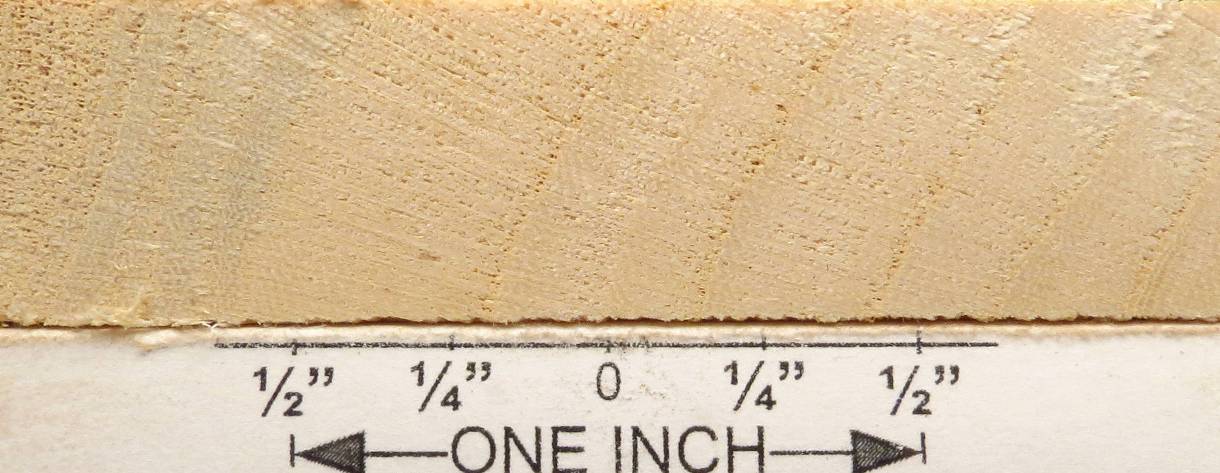 ½” ¼” 0 ¼” ½”
ONE INCH